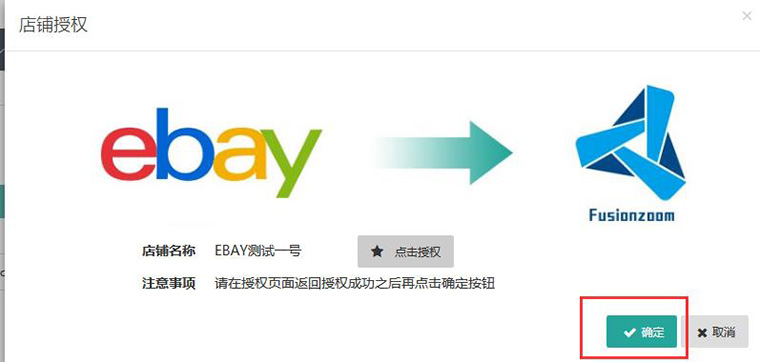 店铺授权
×
ebay
Fusionzoom
店铺名称 EBAY测试一号 ★ 点击授权
注意事项 请在授权页面返回授权成功之后再点击确定按钮
✔ 确定 ✖ 取消